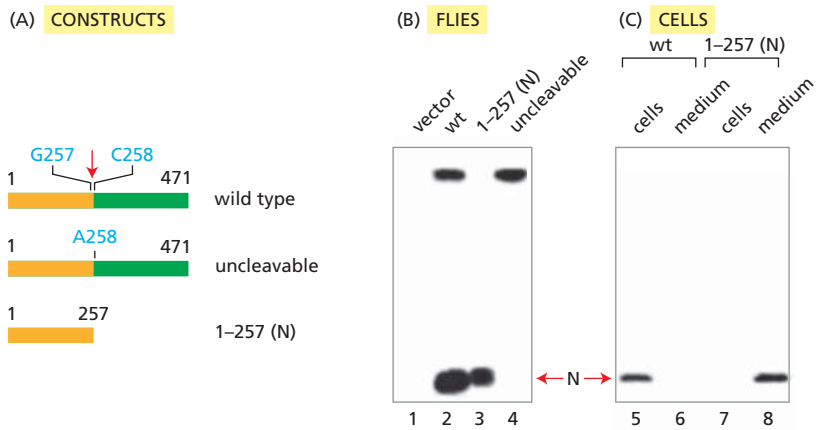 (A) CONSTRUCTS
G257 C258
1 471
wild type
A258
1 471
uncleavable
1 257
1–257 (N)
(B) FLIES
vector
wt
1–257 (N)
uncleavable
1 2 3 4
N
(C) CELLS
wt 1–257 (N)
cells
medium
cells
medium
5 6 7 8